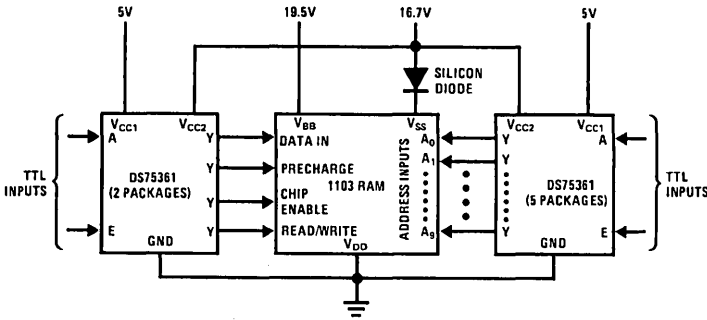 5V 19.5V 16.7V 5V
SILICON
DIODE
VCC1 VCC2 VBB VSS VCC2 VCC1
A Y DATA IN A0 Y A
Y PRECHARGE A1 Y
TTL
INPUTS
DS75361
(2 PACKAGES)
1103 RAM
ADDRESS INPUTS
DS75361
(5 PACKAGES)
TTL
INPUTS
Y CHIP
ENABLE
E Y READ/WRITE A9 Y E
GND VDD GND